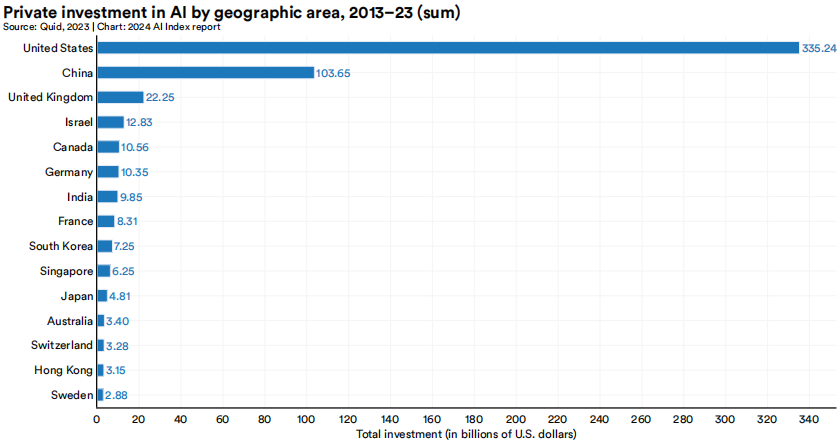 Private investment in AI by geographic area, 2013–23 (sum)
Source: Quid, 2023 | Chart: 2024 AI Index report
United States 335.24
China 103.65
United Kingdom 22.25
Israel 12.83
Canada 10.56
Germany 10.35
India 9.85
France 8.31
South Korea 7.25
Singapore 6.25
Japan 4.81
Australia 3.40
Switzerland 3.28
Hong Kong 3.15
Sweden 2.88
0 20 40 60 80 100 120 140 160 180 200 220 240 260 280 300 320 340
Total investment (in billions of U.S. dollars)